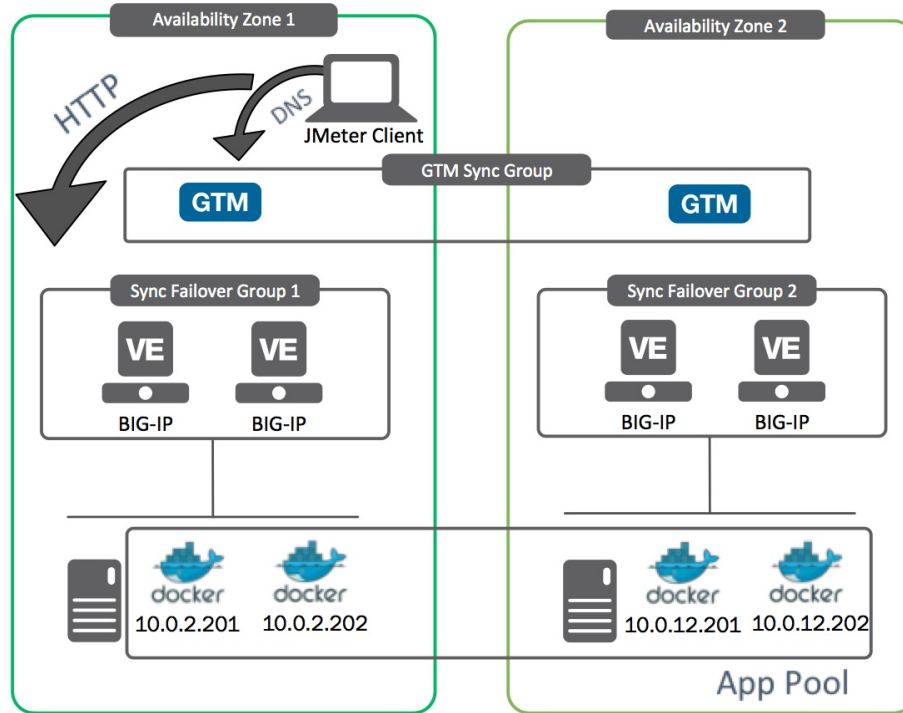 Availability Zone 1
Availability Zone 2
HTTP
DNS
JMeter Client
GTM Sync Group
GTM
GTM
Sync Failover Group 1
Sync Failover Group 2
VE
VE
VE
VE
BIG-IP
BIG-IP
BIG-IP
BIG-IP
docker
docker
docker
docker
10.0.2.201
10.0.2.202
10.0.12.201
10.0.12.202
App Pool